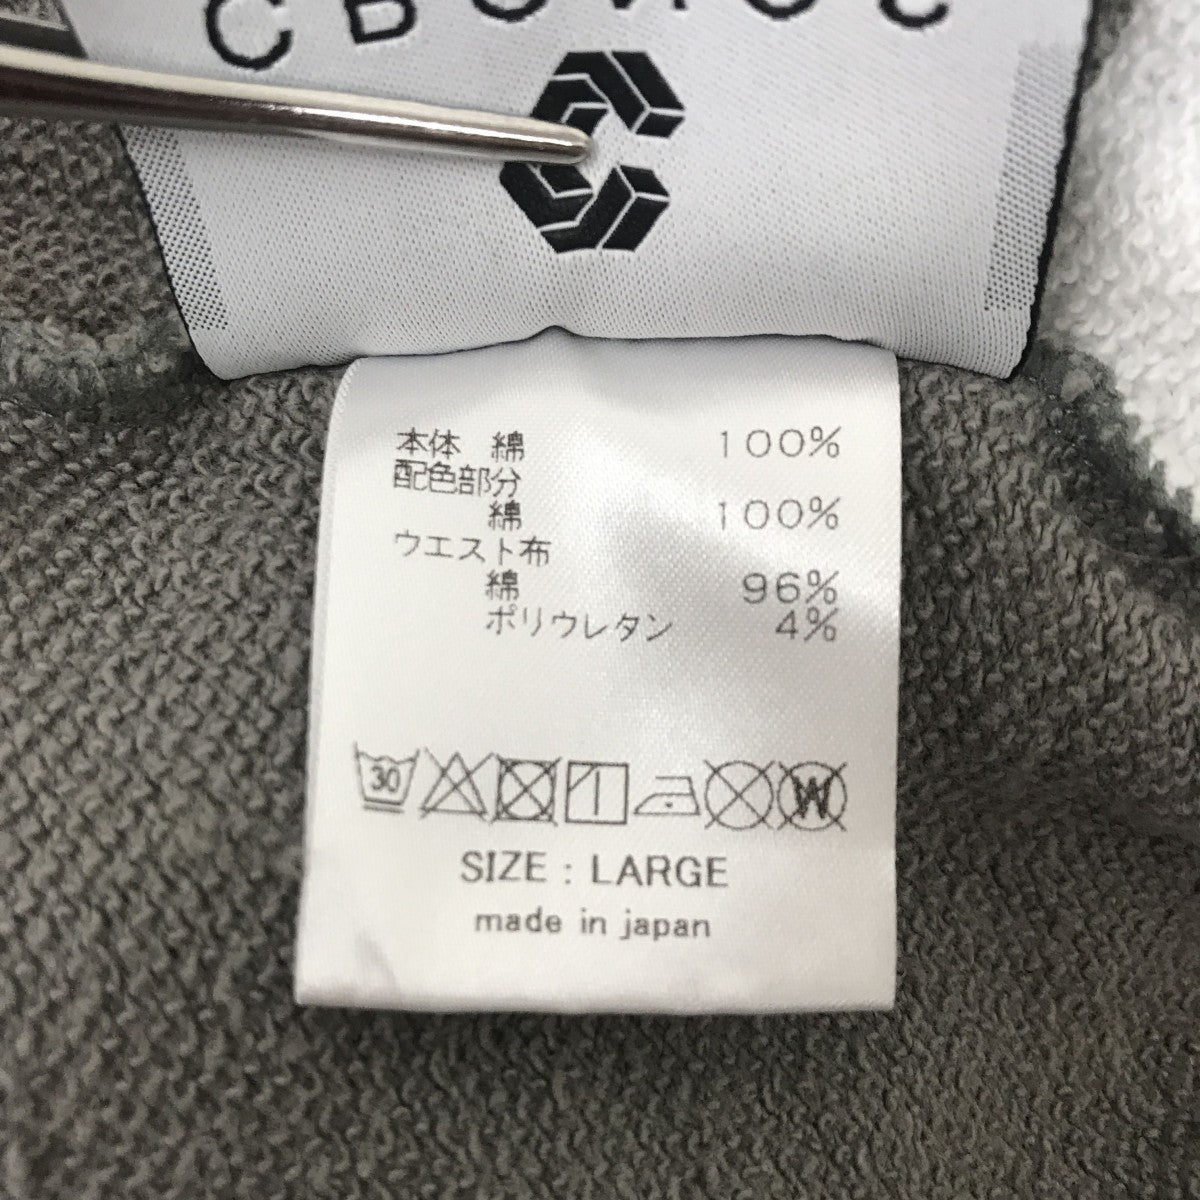 本体 綿 100%
配色部分
綿 100%
ウエスト布
綿 96%
ポリウレタン 4%
30 W
SIZE : LARGE
made in japan